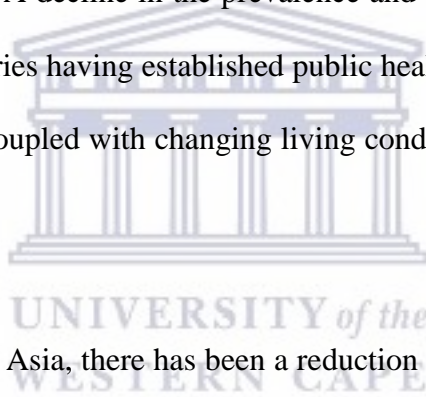 A decline in the prevalence and
ries having established public heal
oupled with changing living cond
UNIVERSITY of the
Asia, there has been a reduction
WESTERN CAPE